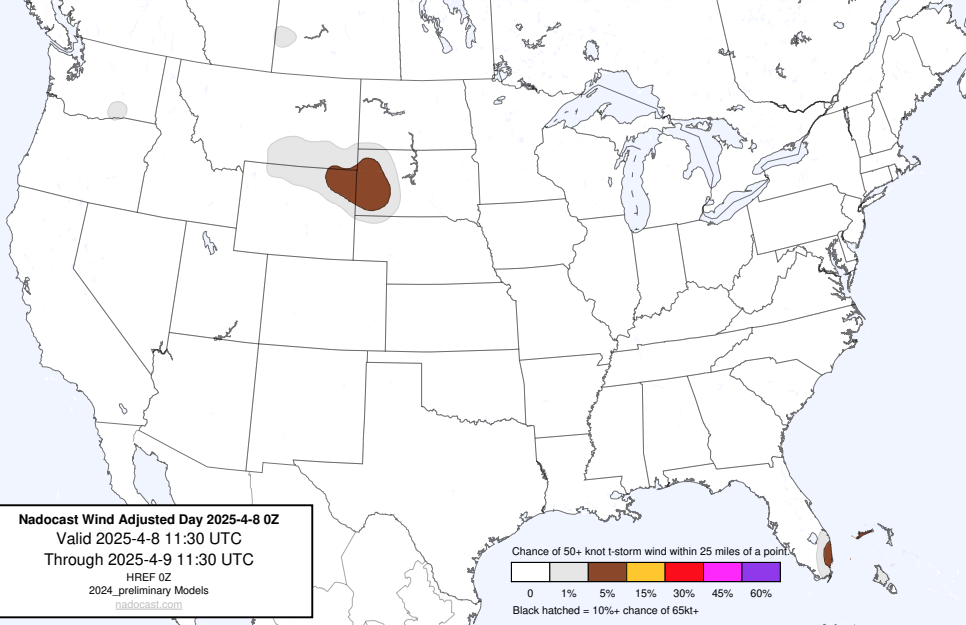 Nadocast Wind Adjusted Day 2025-4-8 0Z
Valid 2025-4-8 11:30 UTC
Through 2025-4-9 11:30 UTC
HREF 0Z
2024_preliminary Models
nadocast.com
Chance of 50+ knot t-storm wind within 25 miles of a point.
0 1% 5% 15% 30% 45% 60%
Black hatched = 10%+ chance of 65kt+